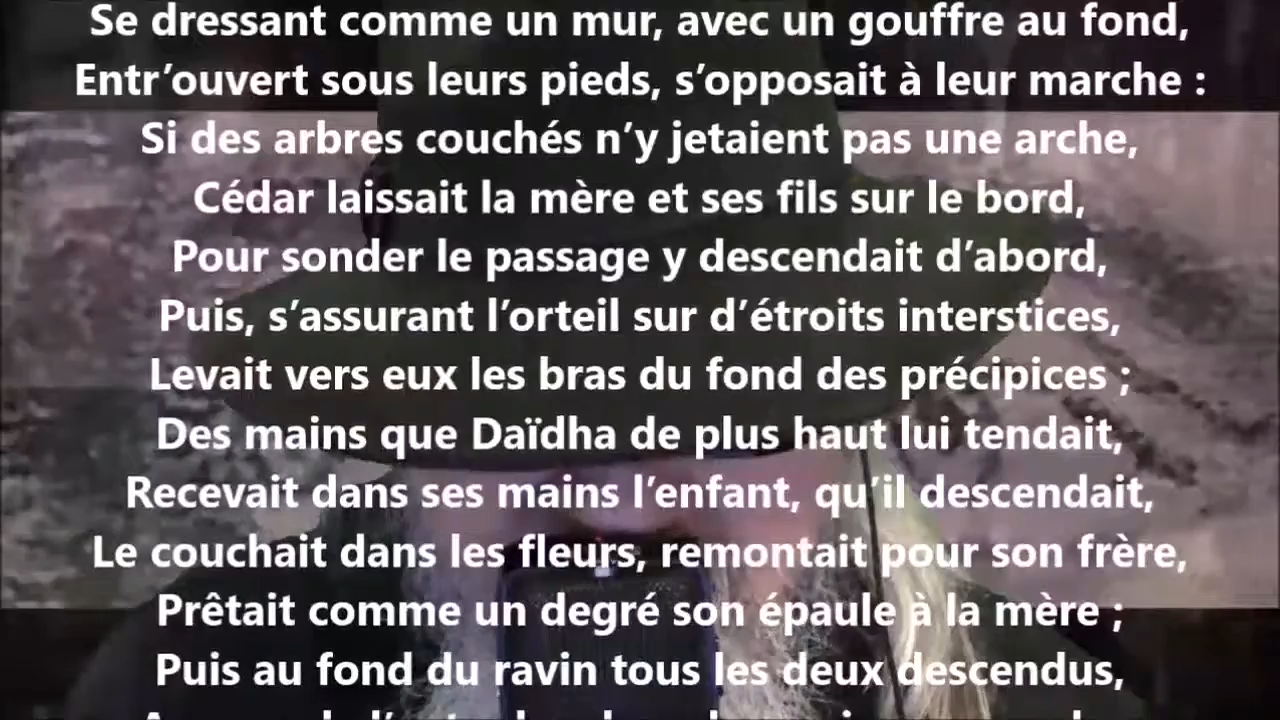 Se dressant comme un mur, avec un gouffre au fond,
Entr’ouvert sous leurs pieds, s’opposait à leur marche :
Si des arbres couchés n’y jetaient pas une arche,
Cédar laissait la mère et ses fils sur le bord,
Pour sonder le passage y descendait d’abord,
Puis, s’assurant l’orteil sur d’étroits interstices,
Levait vers eux les bras du fond des précipices ;
Des mains que Daïdha de plus haut lui tendait,
Recevait dans ses mains l’enfant, qu’il descendait,
Le couchait dans les fleurs, remontait pour son frère,
Prêtait comme un degré son épaule à la mère ;
Puis au fond du ravin tous les deux descendus,